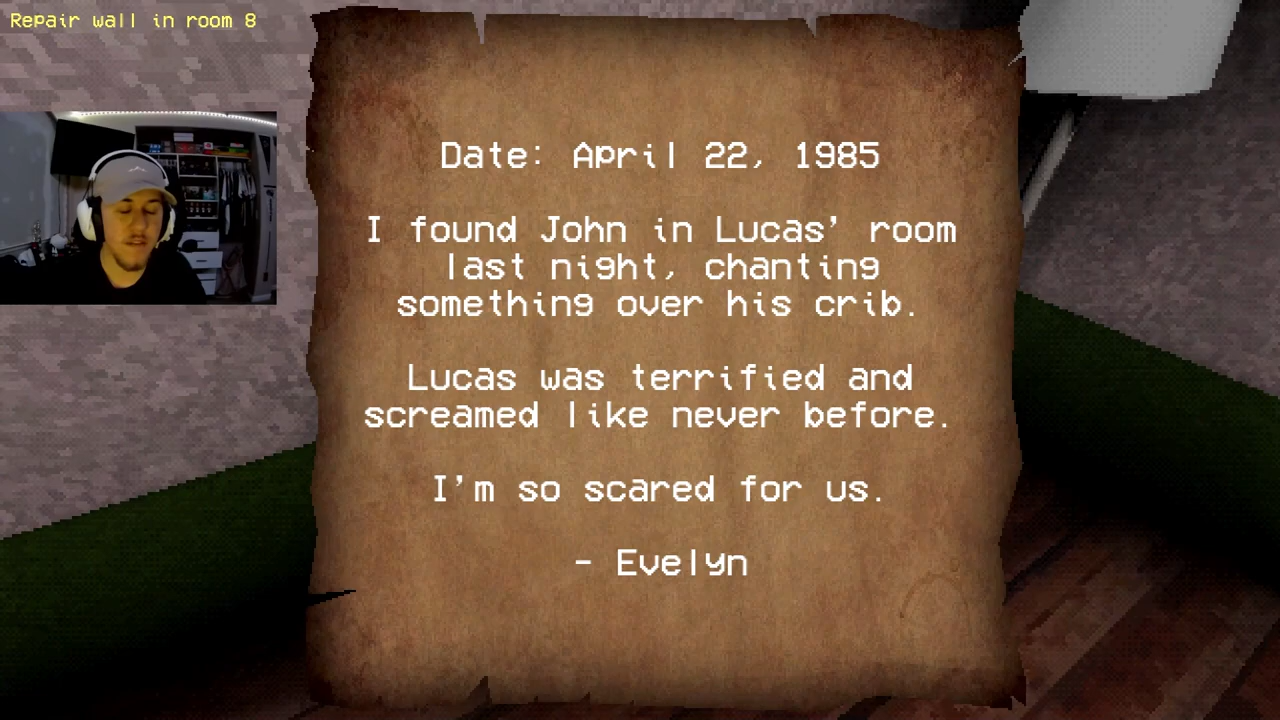 Repair wall in room 8
Date: April 22, 1985
I found John in Lucas' room
last night, chanting
something over his crib.
Lucas was terrified and
screamed like never before.
I'm so scared for us.
- Evelyn